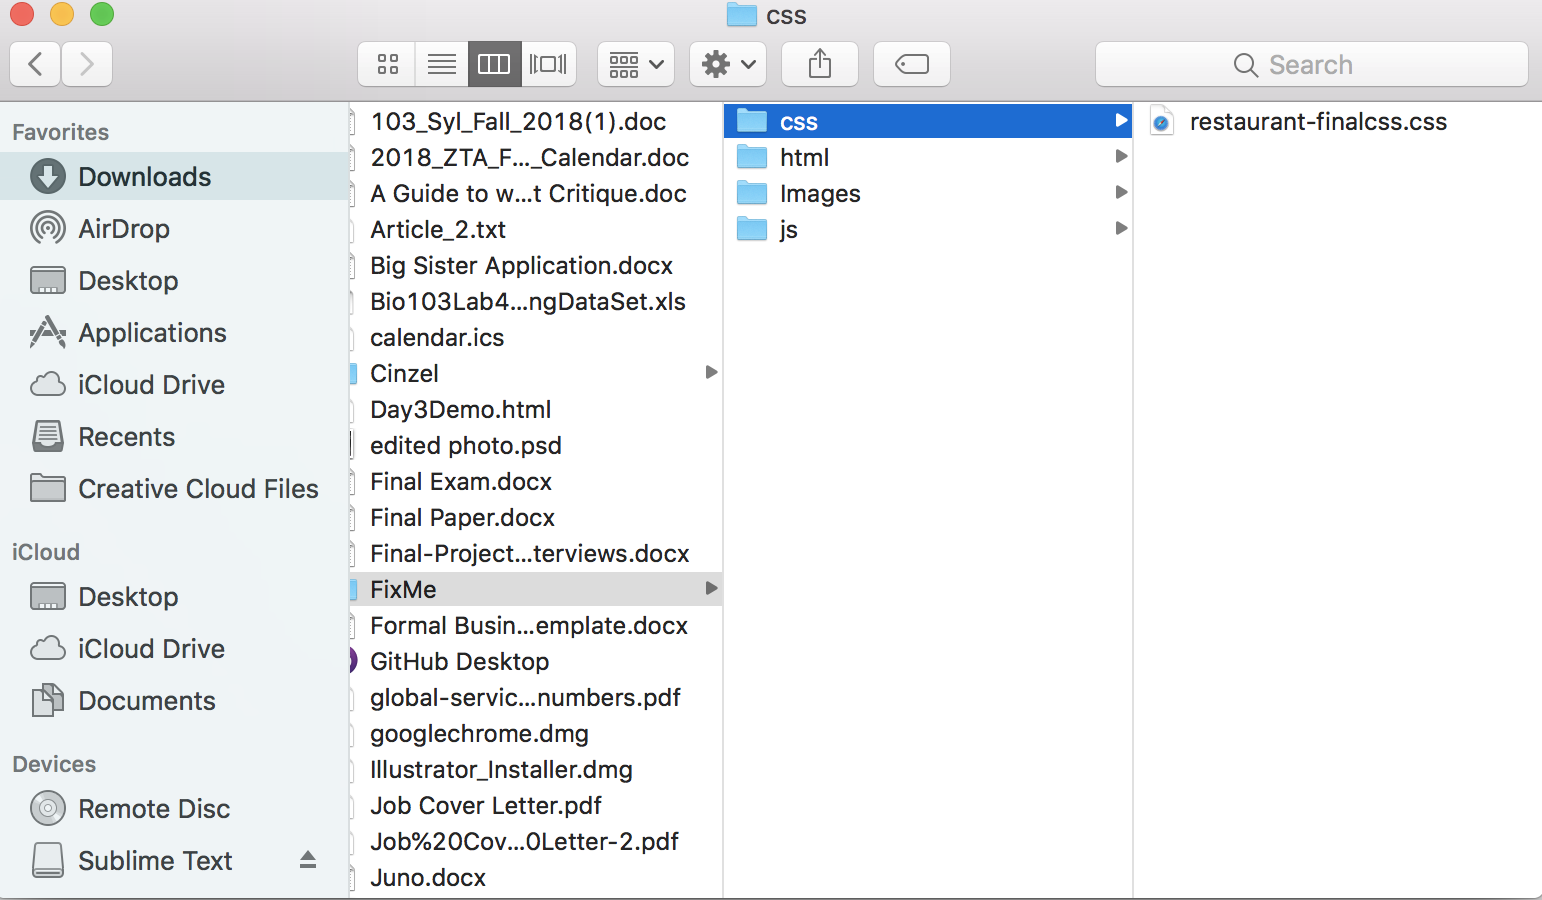 css
Search
Favorites
Downloads
AirDrop
Desktop
Applications
iCloud Drive
Recents
Creative Cloud Files
iCloud
Desktop
iCloud Drive
Documents
Devices
Remote Disc
Sublime Text
103_Syl_Fall_2018(1).doc
2018_ZTA_F..._Calendar.doc
A Guide to w...t Critique.doc
Article_2.txt
Big Sister Application.docx
Bio103Lab4...ngDataSet.xls
calendar.ics
Cinzel
Day3Demo.html
edited photo.psd
Final Exam.docx
Final Paper.docx
Final-Project...terviews.docx
FixMe
Formal Busin...emplate.docx
GitHub Desktop
global-servic...numbers.pdf
googlechrome.dmg
Illustrator_Installer.dmg
Job Cover Letter.pdf
Job%20Cov...0Letter-2.pdf
Juno.docx
css
html
Images
js
restaurant-finalcss.css